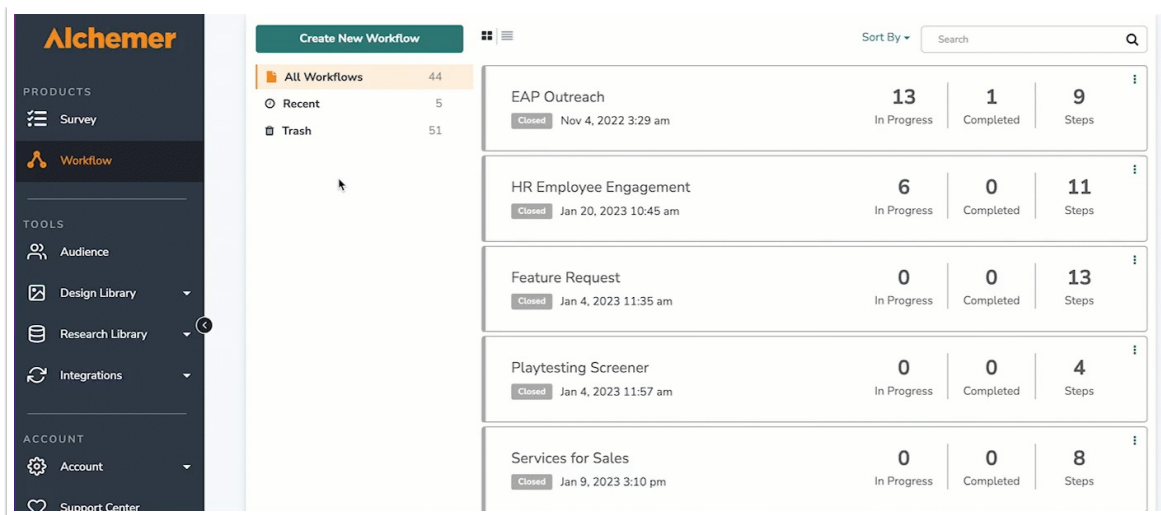 Alchemer
PRODUCTS
Survey
Workflow
TOOLS
Audience
Design Library
Research Library
Integrations
ACCOUNT
Account
Support Center
Create New Workflow
All Workflows 44
Recent 5
Trash 51
Sort By
Search
EAP Outreach
Closed Nov 4, 2022 3:29 am
13 1 9
In Progress Completed Steps
HR Employee Engagement
Closed Jan 20, 2023 10:45 am
6 0 11
In Progress Completed Steps
Feature Request
Closed Jan 4, 2023 11:35 am
0 0 13
In Progress Completed Steps
Playtesting Screener
Closed Jan 4, 2023 11:57 am
0 0 4
In Progress Completed Steps
Services for Sales
Closed Jan 9, 2023 3:10 pm
0 0 8
In Progress Completed Steps